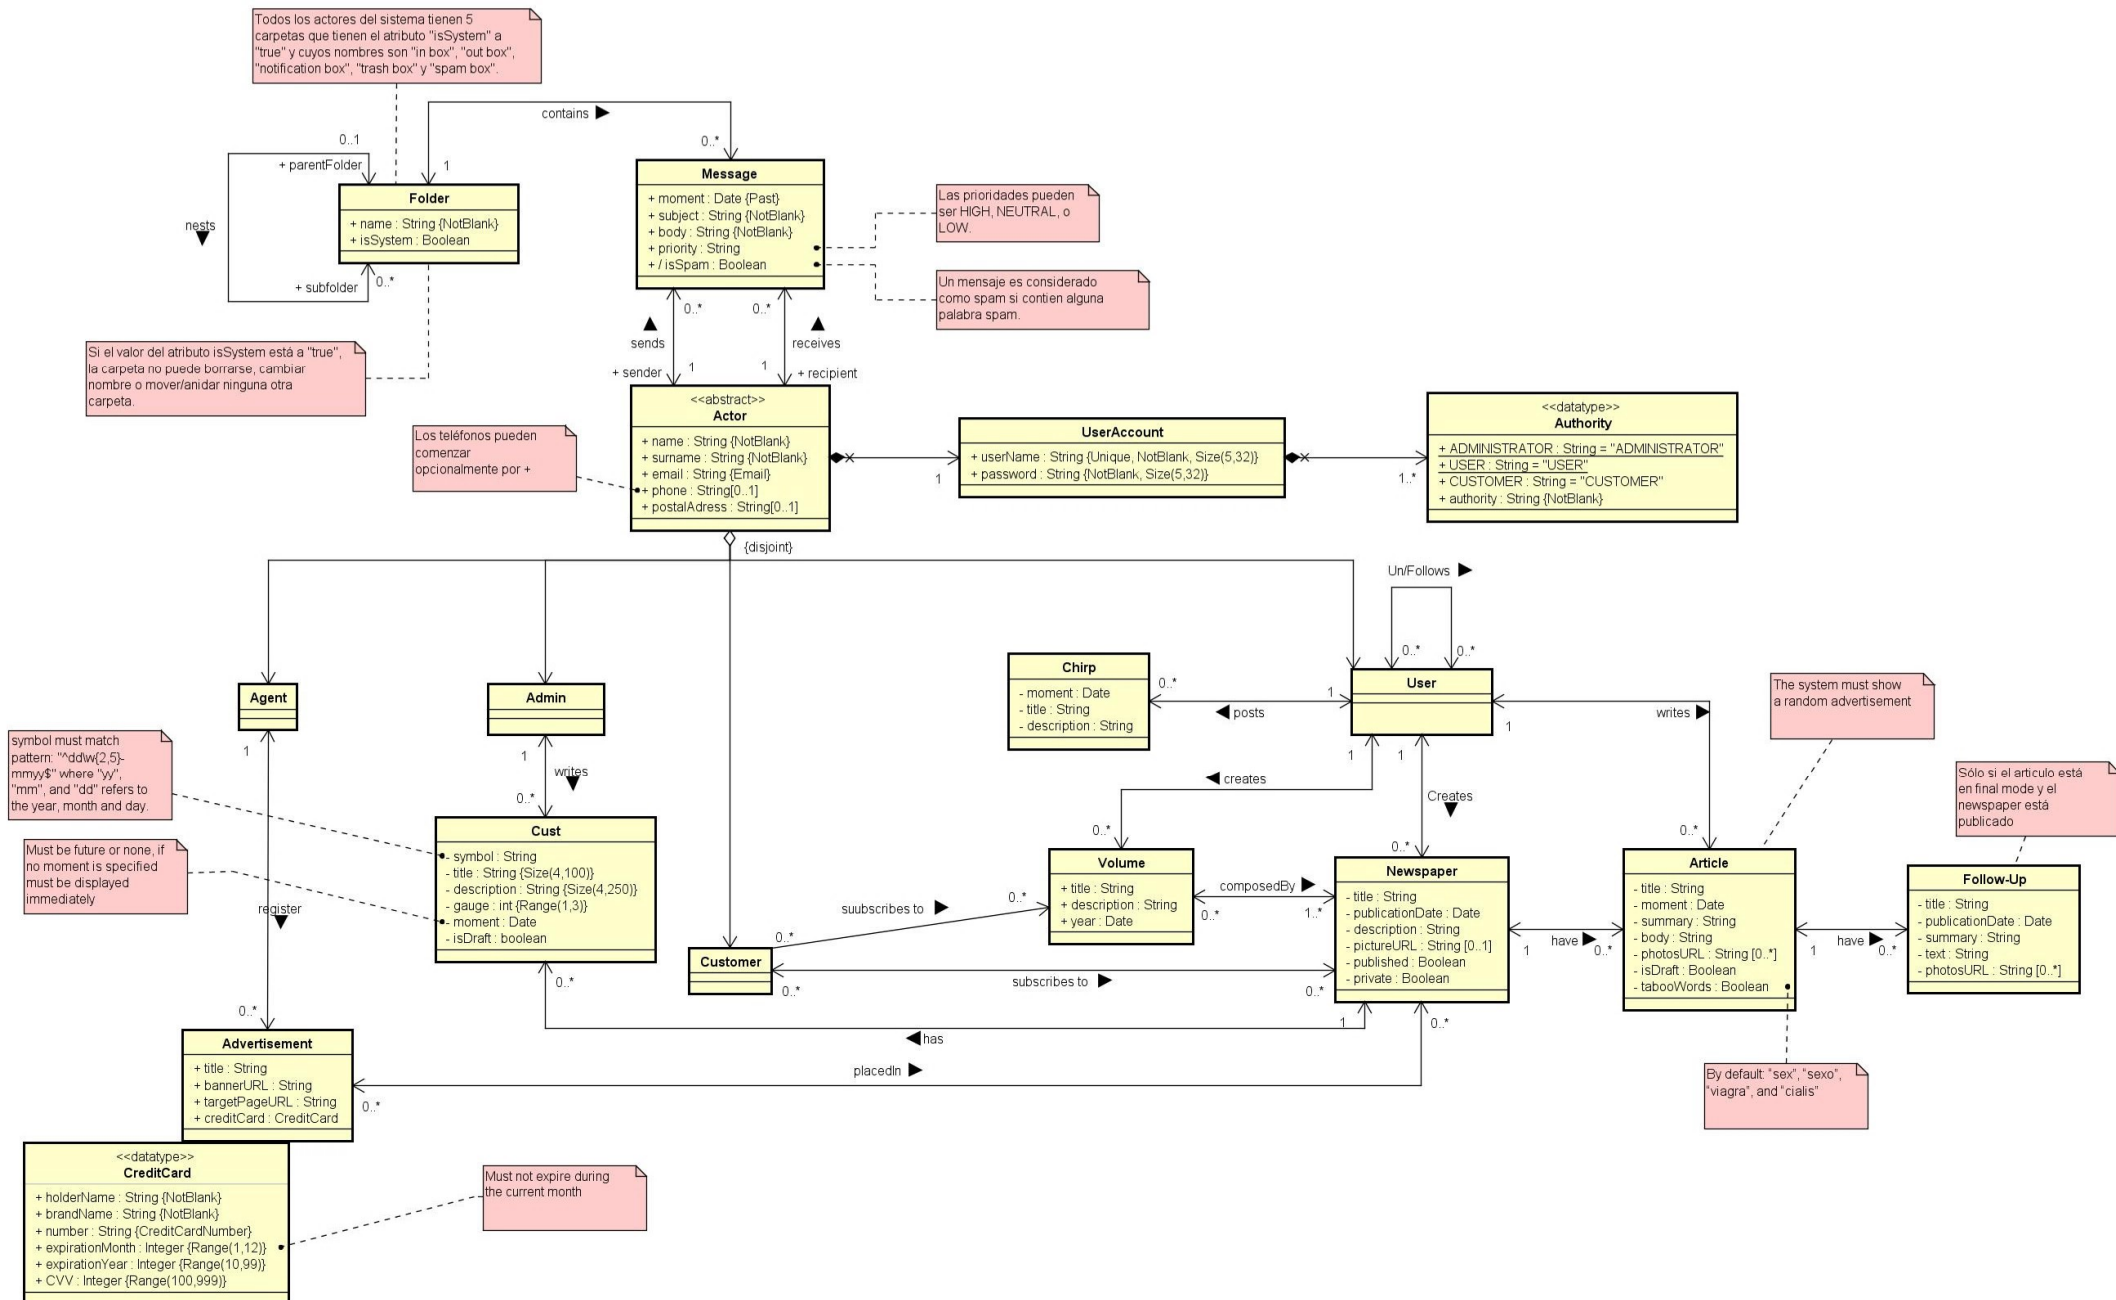 Todos los actores del sistema tienen 5
carpetas que tienen el atributo "isSystem" a
"true" y cuyos nombres son "in box", "out box",
"notification box", "trash box" y "spam box".
contains
0..1
+ parentFolder
1
0..*
nests
Folder
+ name : String {NotBlank}
+ isSystem : Boolean
+ subfolder
0..*
Message
+ moment : Date {Past}
+ subject : String {NotBlank}
+ body : String {NotBlank}
+ priority : String
+ / isSpam : Boolean
Las prioridades pueden
ser HIGH, NEUTRAL, o
LOW.
Un mensaje es considerado
como spam si contien alguna
palabra spam.
Si el valor del atributo isSystem está a "true",
la carpeta no puede borrarse, cambiar
nombre o mover/anidar ninguna otra
carpeta.
0..*
0..*
sends
receives
+ sender
1
1
+ recipient
Los teléfonos pueden
comenzar
opcionalmente por +
<<abstract>>
Actor
+ name : String {NotBlank}
+ surname : String {NotBlank}
+ email : String {Email}
+ phone : String[0..1]
+ postalAdress : String[0..1]
1
UserAccount
+ userName : String {Unique, NotBlank, Size(5,32)}
+ password : String {NotBlank, Size(5,32)}
1..*
<<datatype>>
Authority
+ ADMINISTRATOR : String = "ADMINISTRATOR"
+ USER : String = "USER"
+ CUSTOMER : String = "CUSTOMER"
+ authority : String {NotBlank}
{disjoint}
Un/Follows
0..*
0..*
Agent
Admin
Chirp
- moment : Date
- title : String
- description : String
0..*
posts
1
User
1
writes
The system must show
a random advertisement
symbol must match
pattern: "^dd\w{2,5}-
mmyy$" where "yy",
"mm", and "dd" refers to
the year, month and day.
1
1
writes
0..*
1
1
creates
Creates
0..*
0..*
0..*
Sólo si el articulo está
en final mode y el
newspaper está
publicado
Must be future or none, if
no moment is specified
must be displayed
immediately
Cust
- symbol : String
- title : String {Size(4,100)}
- description : String {Size(4,250)}
- gauge : int {Range(1,3)}
- moment : Date
- isDraft : boolean
register
Volume
+ title : String
+ description : String
+ year : Date
composedBy
0..*
1..*
Newspaper
- title : String
- publicationDate : Date
- description : String
- pictureURL : String [0..1]
- published : Boolean
- private : Boolean
1
have
0..*
Article
- title : String
- moment : Date
- summary : String
- body : String
- photosURL : String [0..*]
- isDraft : Boolean
- tabooWords : Boolean
1
have
0..*
Follow-Up
- title : String
- publicationDate : Date
- summary : String
- text : String
- photosURL : String [0..*]
suubscribes to
0..*
0..*
Customer
0..*
subscribes to
0..*
0..*
has
1
0..*
0..*
Advertisement
+ title : String
+ bannerURL : String
+ targetPageURL : String
+ creditCard : CreditCard
placedIn
0..*
By default: "sex", "sexo",
"viagra", and "cialis"
<<datatype>>
CreditCard
+ holderName : String {NotBlank}
+ brandName : String {NotBlank}
+ number : String {CreditCardNumber}
+ expirationMonth : Integer {Range(1,12)}
+ expirationYear : Integer {Range(10,99)}
+ CVV : Integer {Range(100,999)}
Must not expire during
the current month